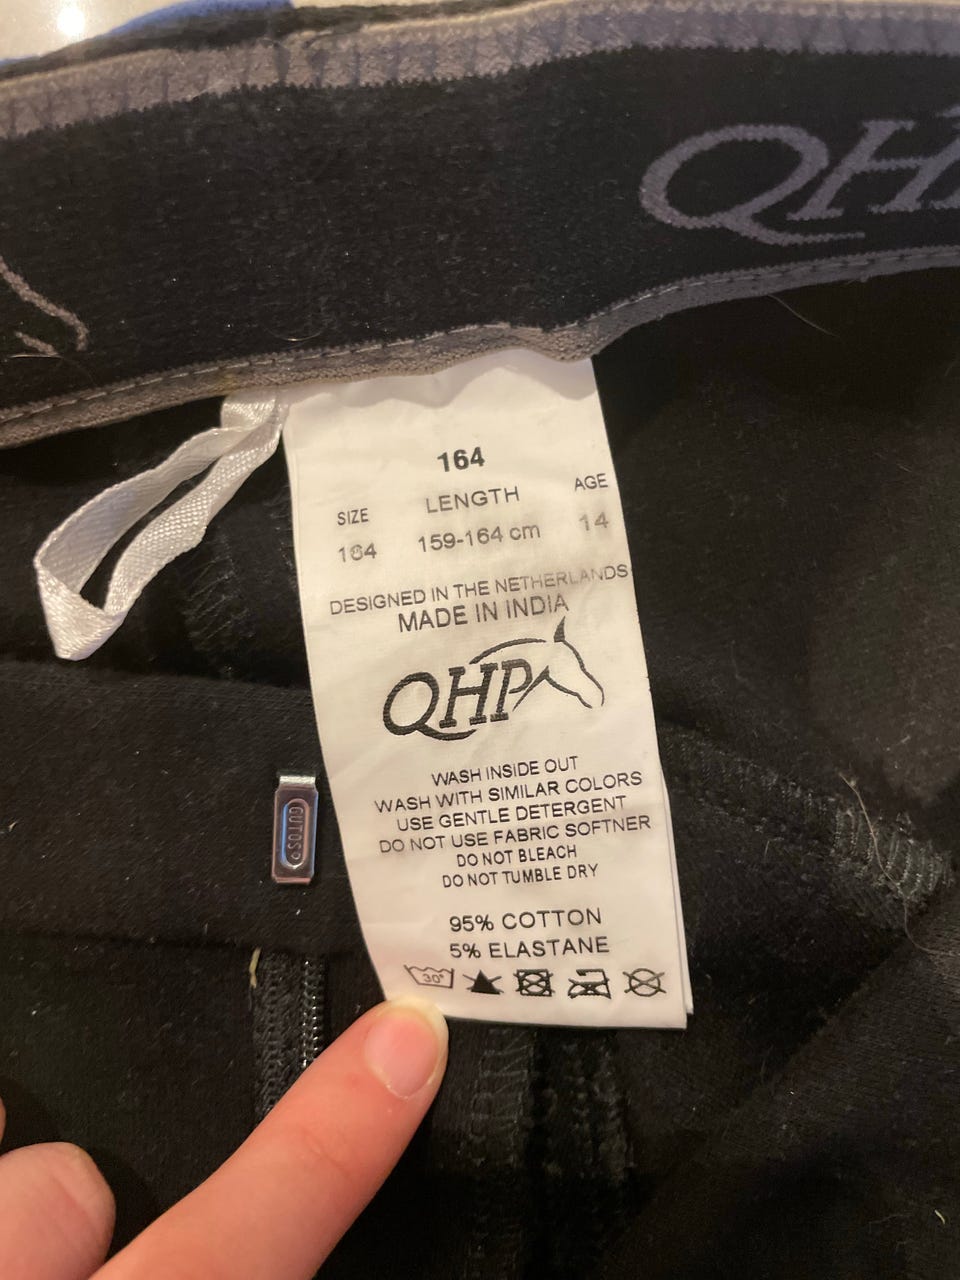 QH
164
SIZE LENGTH AGE
164 159-164 cm 14
DESIGNED IN THE NETHERLANDS
MADE IN INDIA
QHP
WASH INSIDE OUT
WASH WITH SIMILAR COLORS
USE GENTLE DETERGENT
DO NOT USE FABRIC SOFTNER
DO NOT BLEACH
DO NOT TUMBLE DRY
95% COTTON
5% ELASTANE
30°